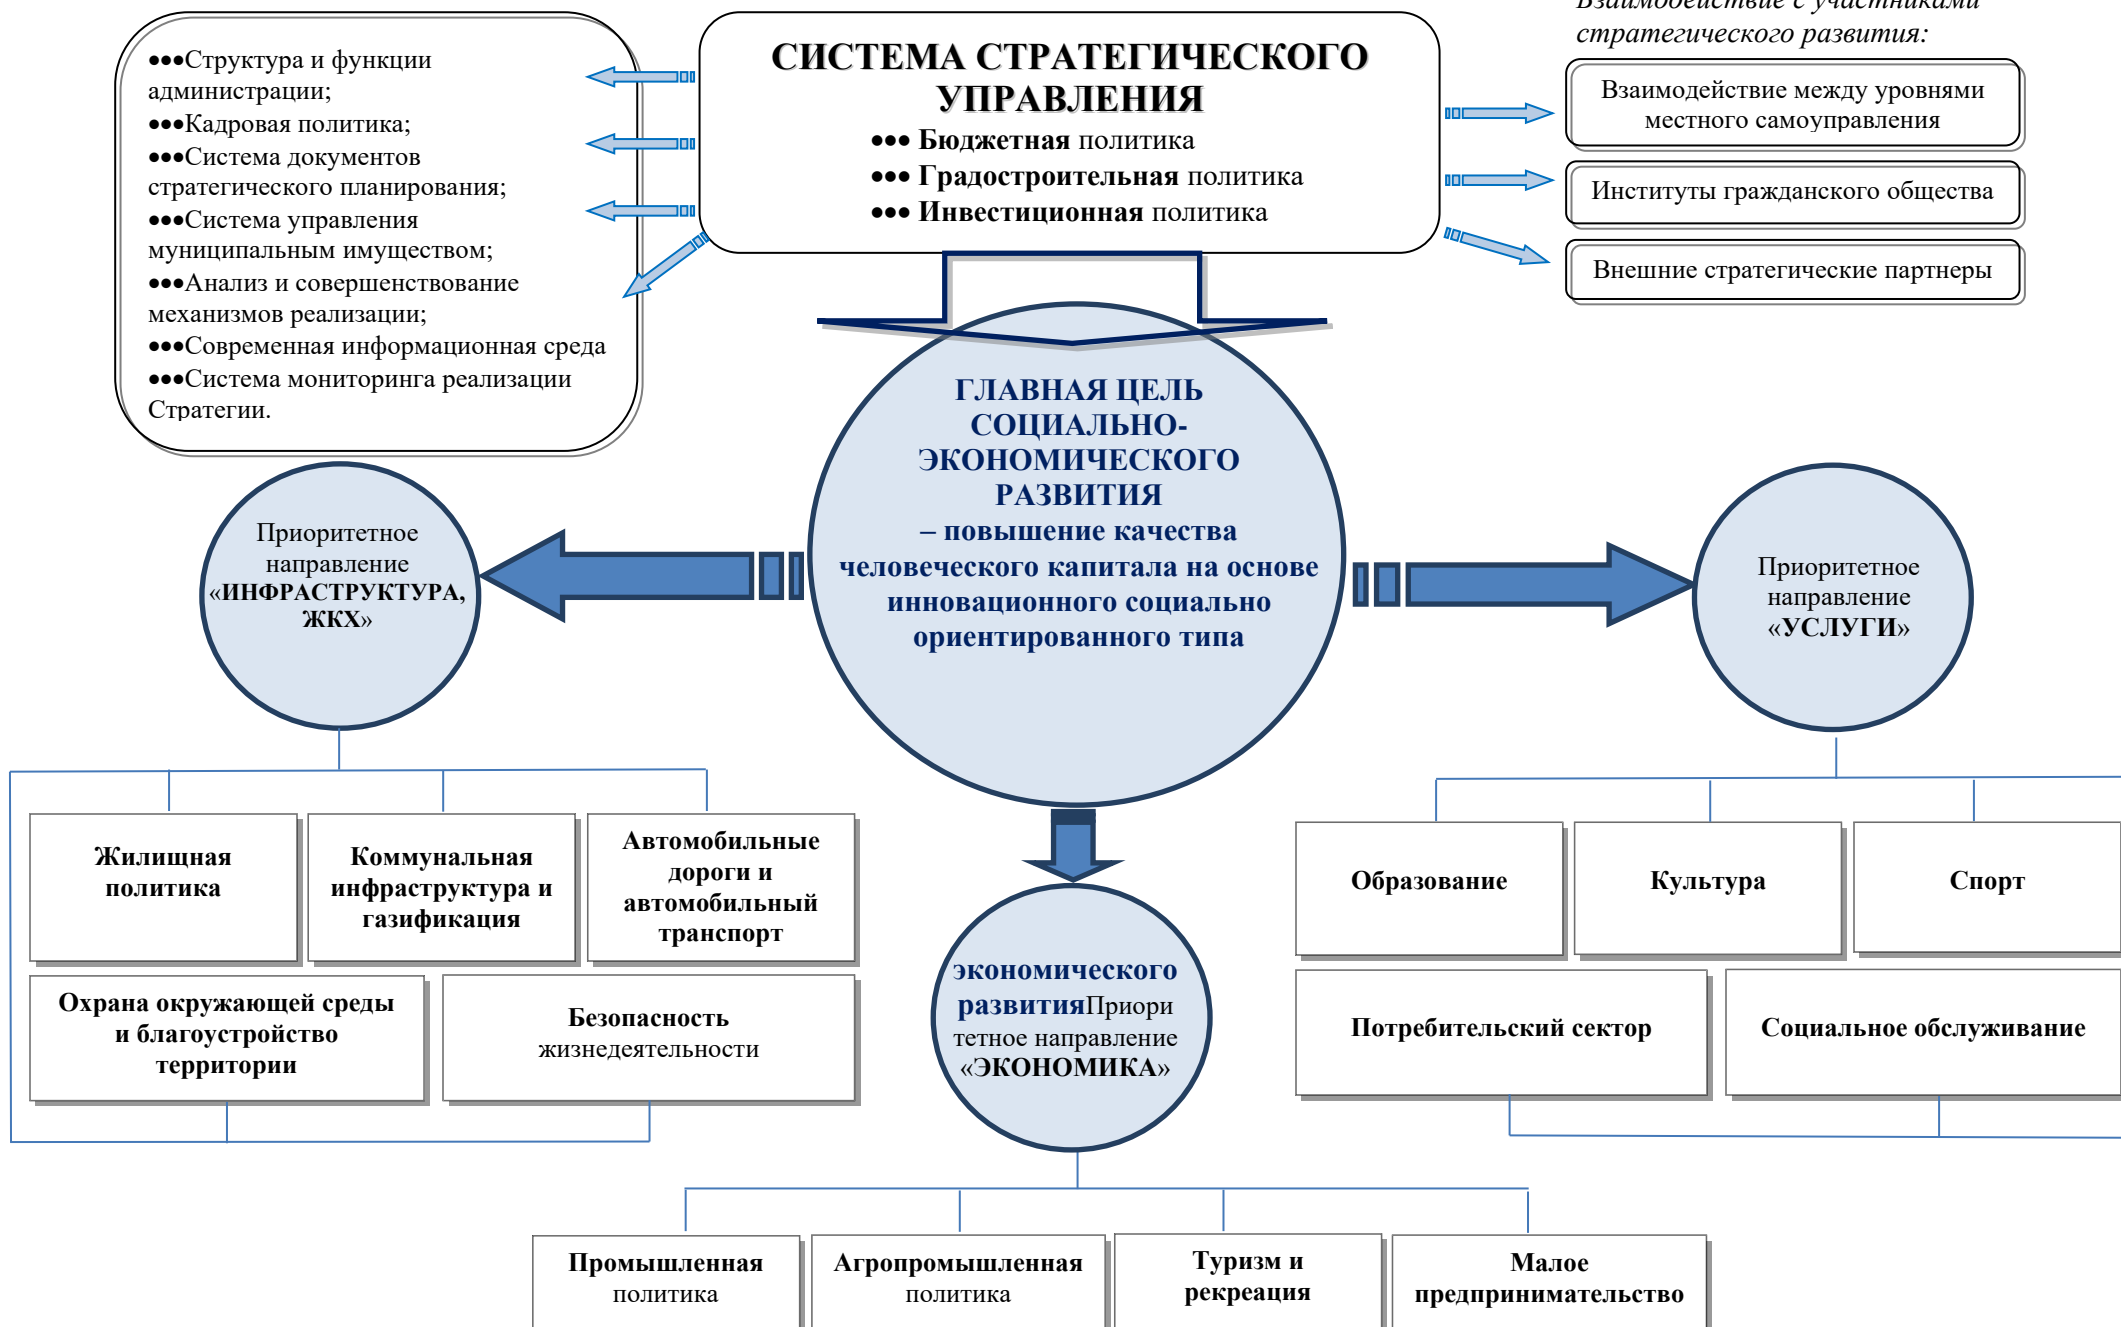 Взаимодействие с участниками
стратегического развития:
•••Структура и функции
администрации;
•••Кадровая политика;
•••Система документов
стратегического планирования;
•••Система управления
муниципальным имуществом;
•••Анализ и совершенствование
механизмов реализации;
•••Современная информационная среда
•••Система мониторинга реализации
Стратегии.
СИСТЕМА СТРАТЕГИЧЕСКОГО
УПРАВЛЕНИЯ
••• Бюджетная политика
••• Градостроительная политика
••• Инвестиционная политика
Взаимодействие между уровнями
местного самоуправления
Институты гражданского общества
Внешние стратегические партнеры
ГЛАВНАЯ ЦЕЛЬ
СОЦИАЛЬНО-
ЭКОНОМИЧЕСКОГО
РАЗВИТИЯ
– повышение качества
человеческого капитала на основе
инновационного социально
ориентированного типа
Приоритетное
направление
«ИНФРАСТРУКТУРА,
ЖКХ»
Приоритетное
направление
«УСЛУГИ»
Жилищная
политика
Коммунальная
инфраструктура и
газификация
Автомобильные
дороги и
автомобильный
транспорт
Охрана окружающей среды
и благоустройство
территории
Безопасность
жизнедеятельности
экономического
развитияПриори
тетное направление
«ЭКОНОМИКА»
Образование
Культура
Спорт
Потребительский сектор
Социальное обслуживание
Промышленная
политика
Агропромышленная
политика
Туризм и
рекреация
Малое
предпринимательство